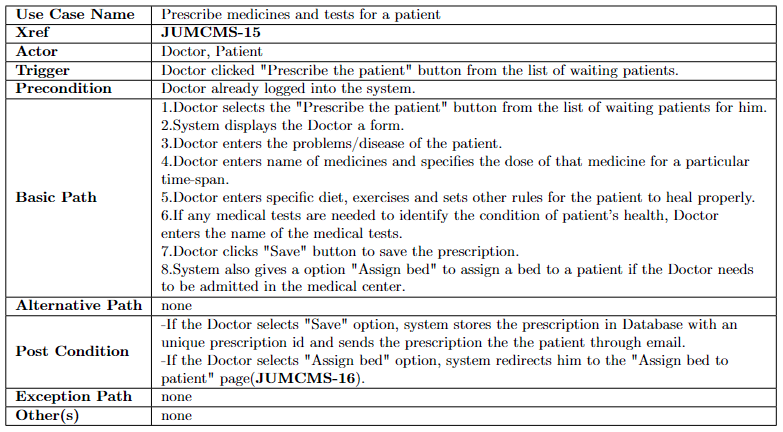 Use Case Name Prescribe medicines and tests for a patient
Xref JUMCMS-15
Actor Doctor, Patient
Trigger Doctor clicked "Prescribe the patient" button from the list of waiting patients.
Precondition Doctor already logged into the system.
Basic Path
1.Doctor selects the "Prescribe the patient" button from the list of waiting patients for him.
2.System displays the Doctor a form.
3.Doctor enters the problems/disease of the patient.
4.Doctor enters name of medicines and specifies the dose of that medicine for a particular
time-span.
5.Doctor enters specific diet, exercises and sets other rules for the patient to heal properly.
6.If any medical tests are needed to identify the condition of patient's health, Doctor
enters the name of the medical tests.
7.Doctor clicks "Save" button to save the prescription.
8.System also gives a option "Assign bed" to assign a bed to a patient if the Doctor needs
to be admitted in the medical center.
Alternative Path none
Post Condition
-If the Doctor selects "Save" option, system stores the prescription in Database with an
unique prescription id and sends the prescription the the patient through email.
-If the Doctor selects "Assign bed" option, system redirects him to the "Assign bed to
patient" page(JUMCMS-16).
Exception Path none
Other(s) none